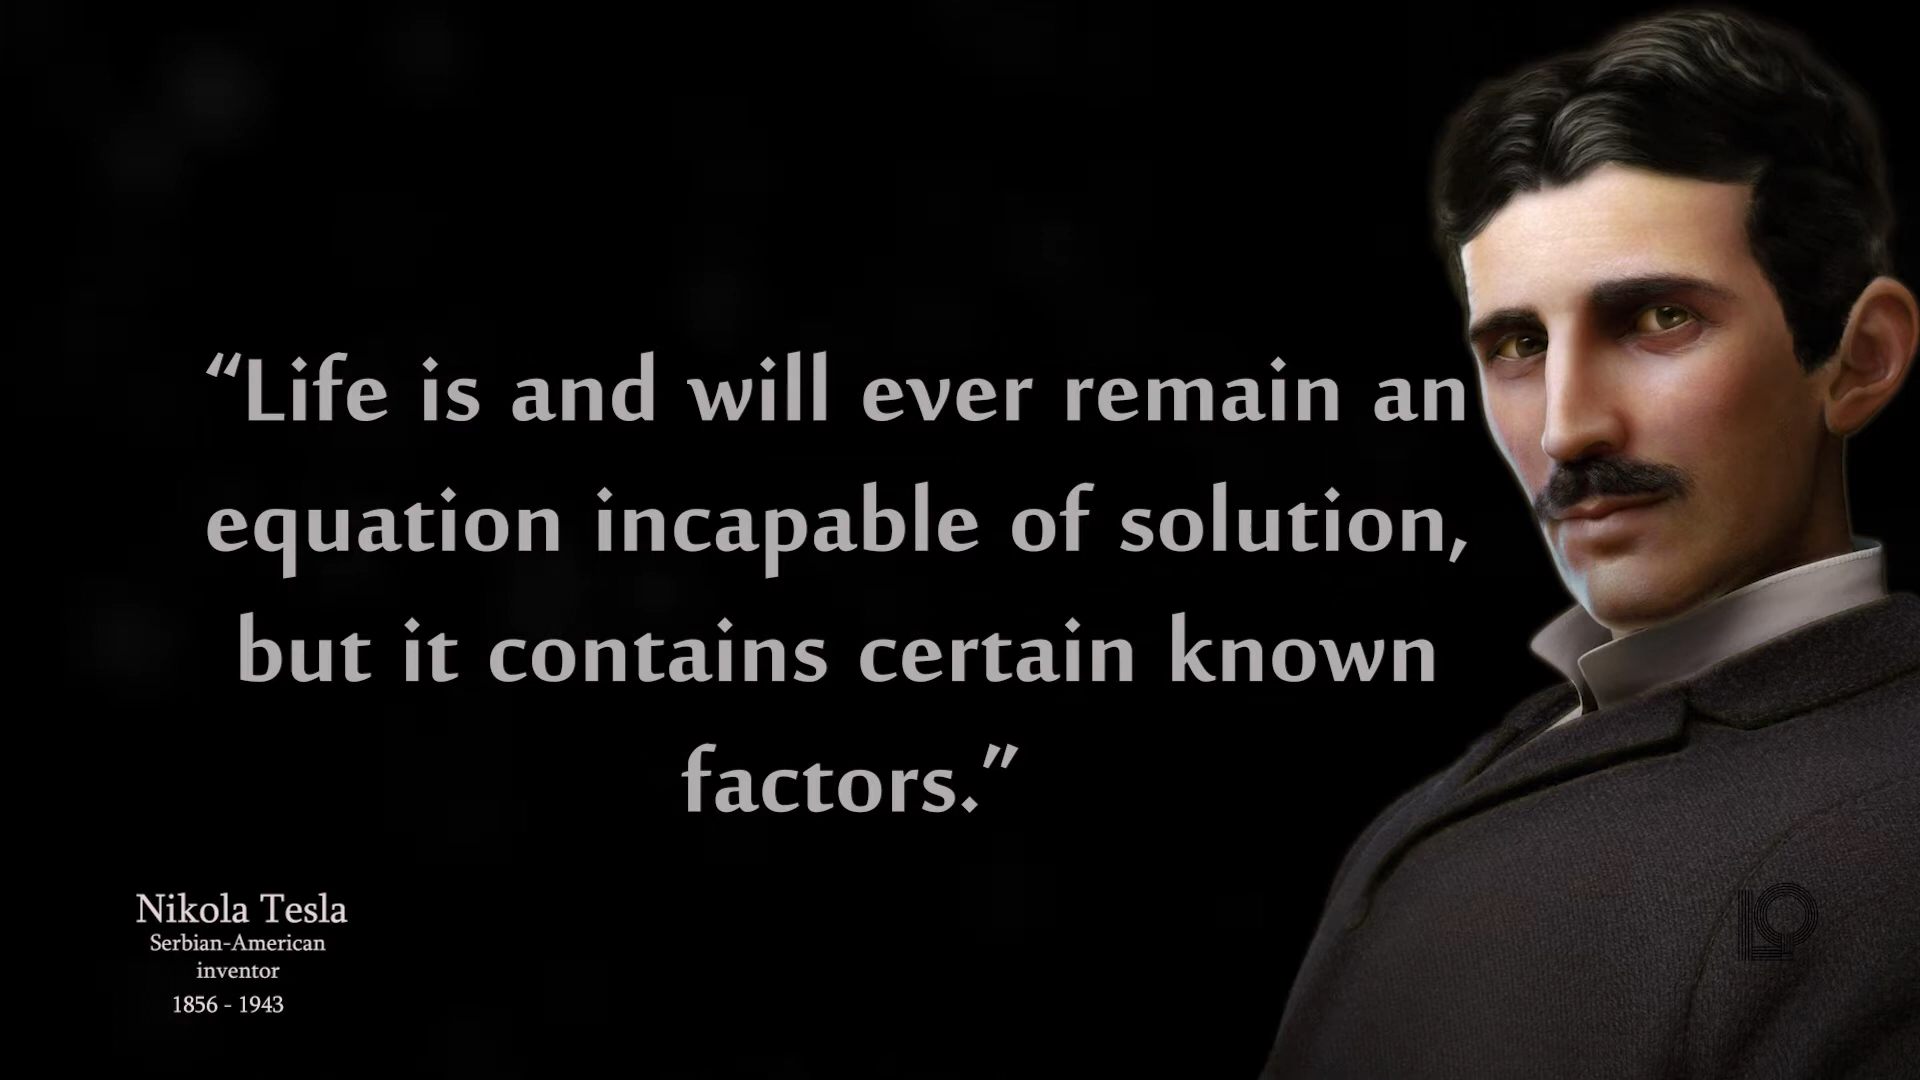 “Life is and will ever remain an
equation incapable of solution,
but it contains certain known
factors.”
Nikola Tesla
Serbian-American
inventor
1856 - 1943